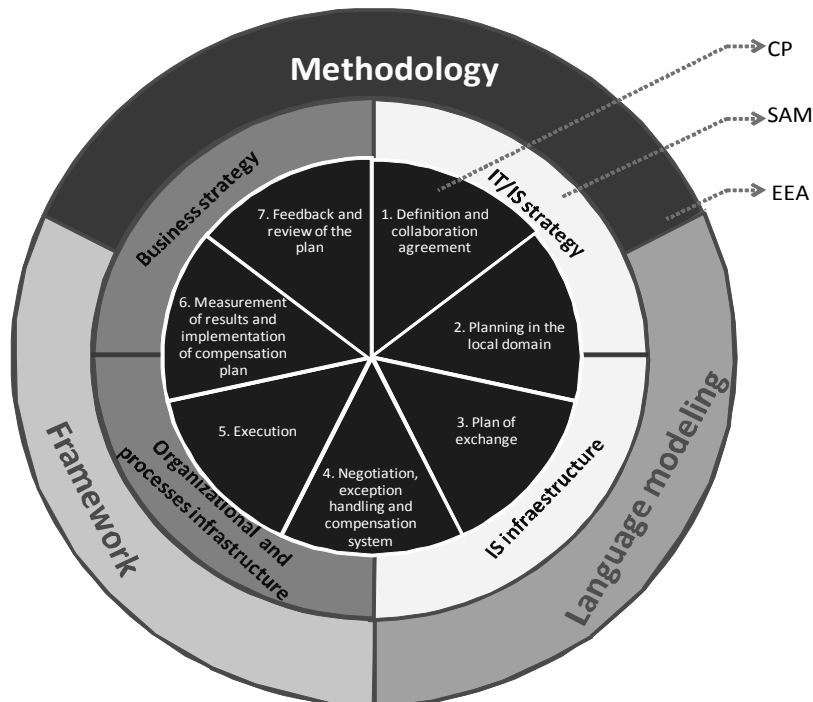 Methodology
CP
SAM
EEA
Business strategy
IT/IS strategy
7. Feedback and
review of the
plan
1. Definition and
collaboration
agreement
6. Measurement
of results and
implementation
of compensation
plan
2. Planning in the
local domain
5. Execution
3. Plan of
exchange
4. Negotiation,
exception
handling and
compensation
system
Organizational and
processes infrastructure
IS infraestructure
Framework
Language modeling